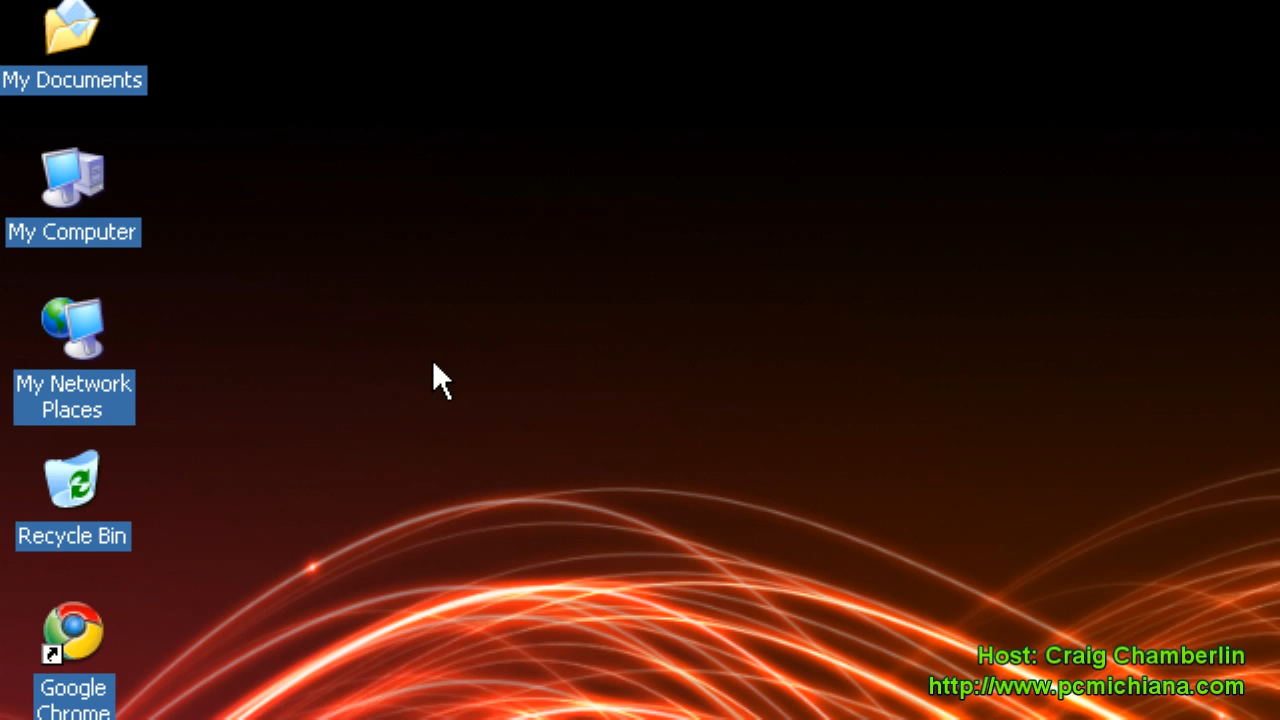 My Documents
My Computer
My Network
Places
Recycle Bin
Google
Chrome
Host: Craig Chamberlin
http://www.pcmichiana.com